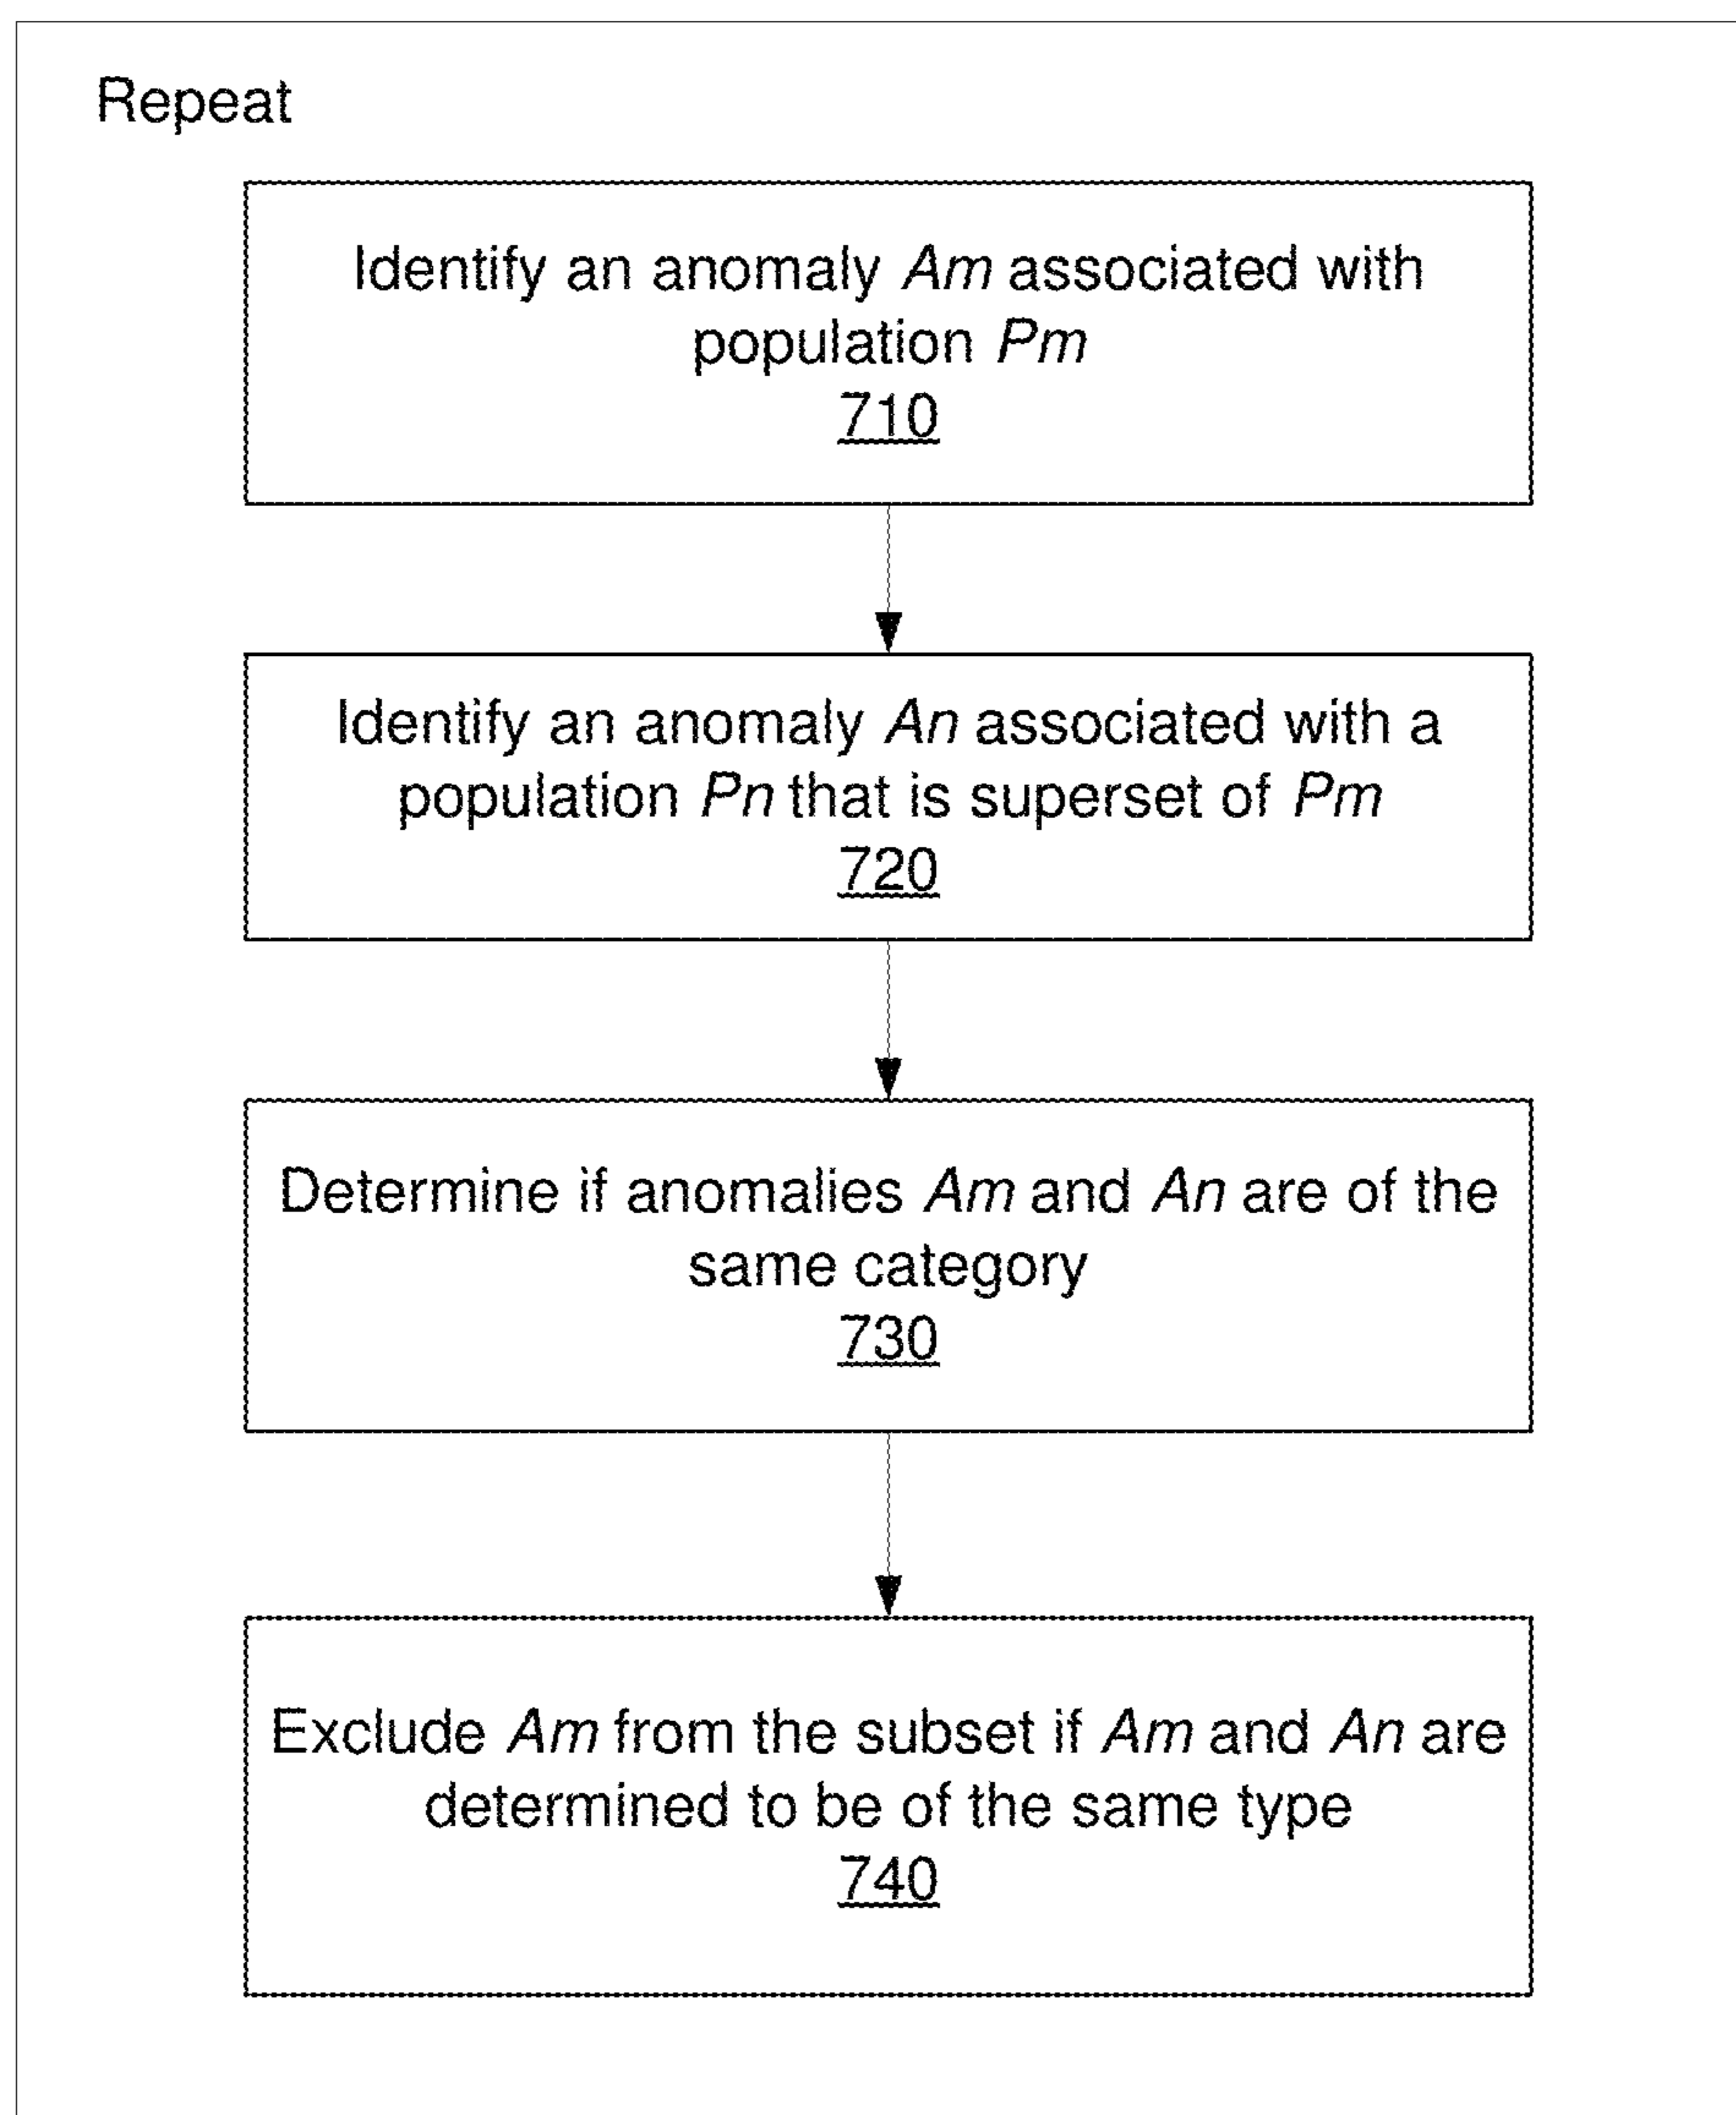 Repeat
Identify an anomaly Am associated with
population Pm
710
Identify an anomaly An associated with a
population Pn that is superset of Pm
720
Determine if anomalies Am and An are of the
same category
730
Exclude Am from the subset if Am and An are
determined to be of the same type
740